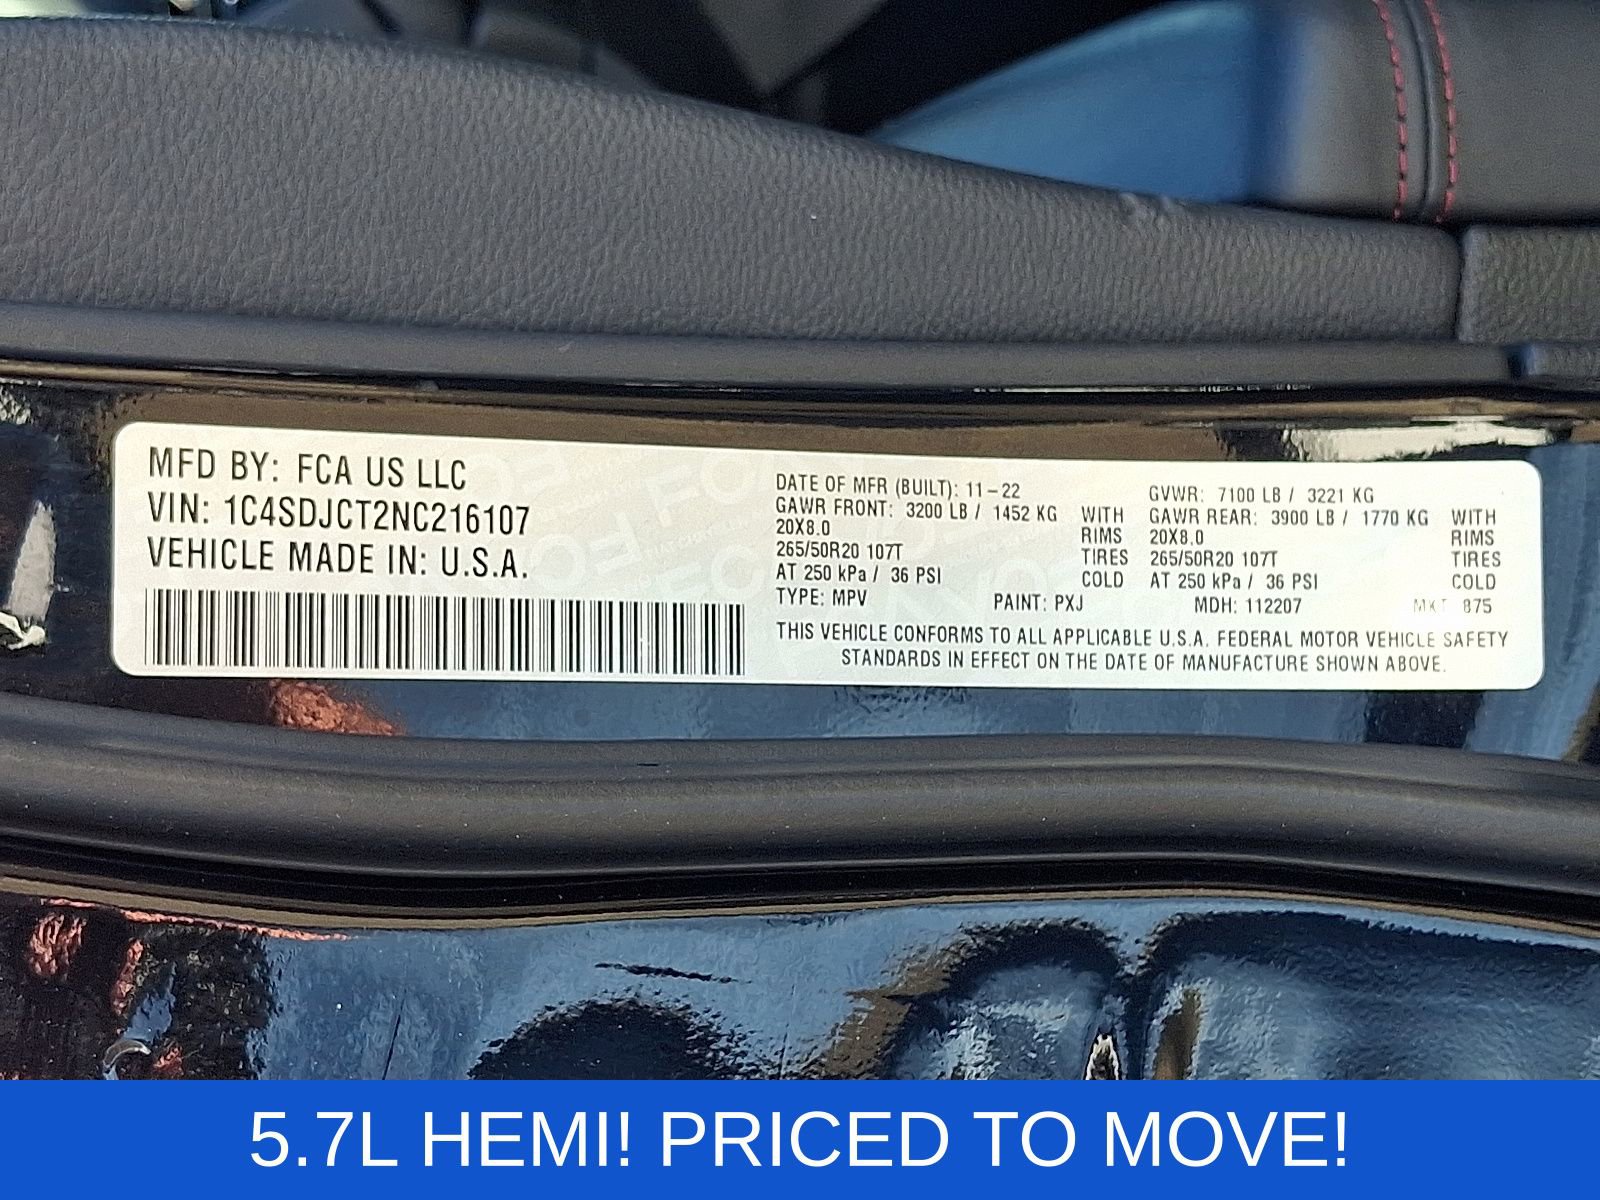 MFD BY: FCA US LLC
VIN: 1C4SDJCT2NC216107
VEHICLE MADE IN: U.S.A.
DATE OF MFR (BUILT): 11-22
GAWR FRONT: 3200 LB / 1452 KG WITH
20X8.0 RIMS
265/50R20 107T TIRES
AT 250 kPa / 36 PSI COLD
GVWR: 7100 LB / 3221 KG
GAWR REAR: 3900 LB / 1770 KG WITH
20X8.0 RIMS
265/50R20 107T TIRES
AT 250 kPa / 36 PSI COLD
TYPE: MPV PAINT: PXJ MDH: 112207 MKT 875
THIS VEHICLE CONFORMS TO ALL APPLICABLE U.S.A. FEDERAL MOTOR VEHICLE SAFETY
STANDARDS IN EFFECT ON THE DATE OF MANUFACTURE SHOWN ABOVE.
5.7L HEMI! PRICED TO MOVE!